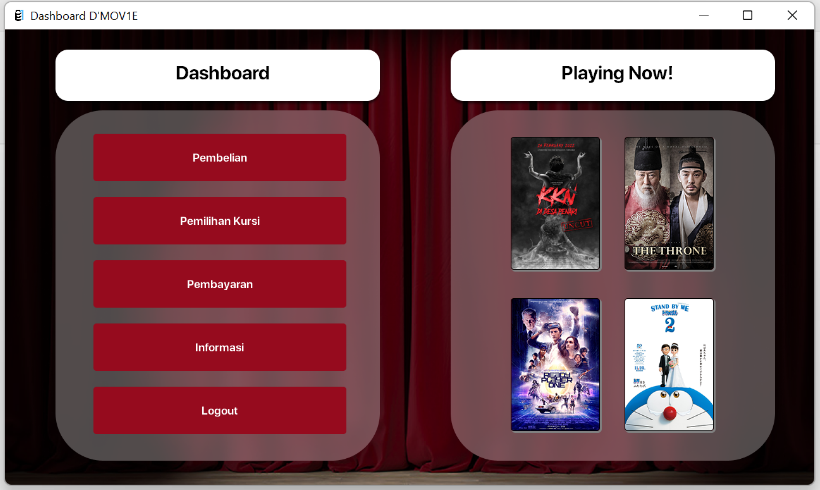 Dashboard D'MOV1E
Dashboard
Playing Now!
Pembelian
Pemilihan Kursi
Pembayaran
Informasi
Logout
KKN
DI DESA PENARI
THE THRONE
READY
PLAYER
ONE
STAND BY ME
2